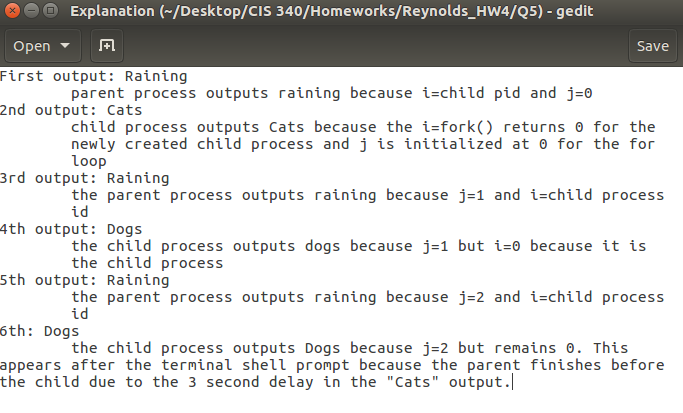 Explanation (~/Desktop/CIS 340/Homeworks/Reynolds_HW4/Q5) - gedit
Open Save
First output: Raining
parent process outputs raining because i=child pid and j=0
2nd output: Cats
child process outputs Cats because the i=fork() returns 0 for the
newly created child process and j is initialized at 0 for the for
loop
3rd output: Raining
the parent process outputs raining because j=1 and i=child process
id
4th output: Dogs
the child process outputs dogs because j=1 but i=0 because it is
the child process
5th output: Raining
the parent process outputs raining because j=2 and i=child process
id
6th: Dogs
the child process outputs Dogs because j=2 but remains 0. This
appears after the terminal shell prompt because the parent finishes before
the child due to the 3 second delay in the "Cats" output.